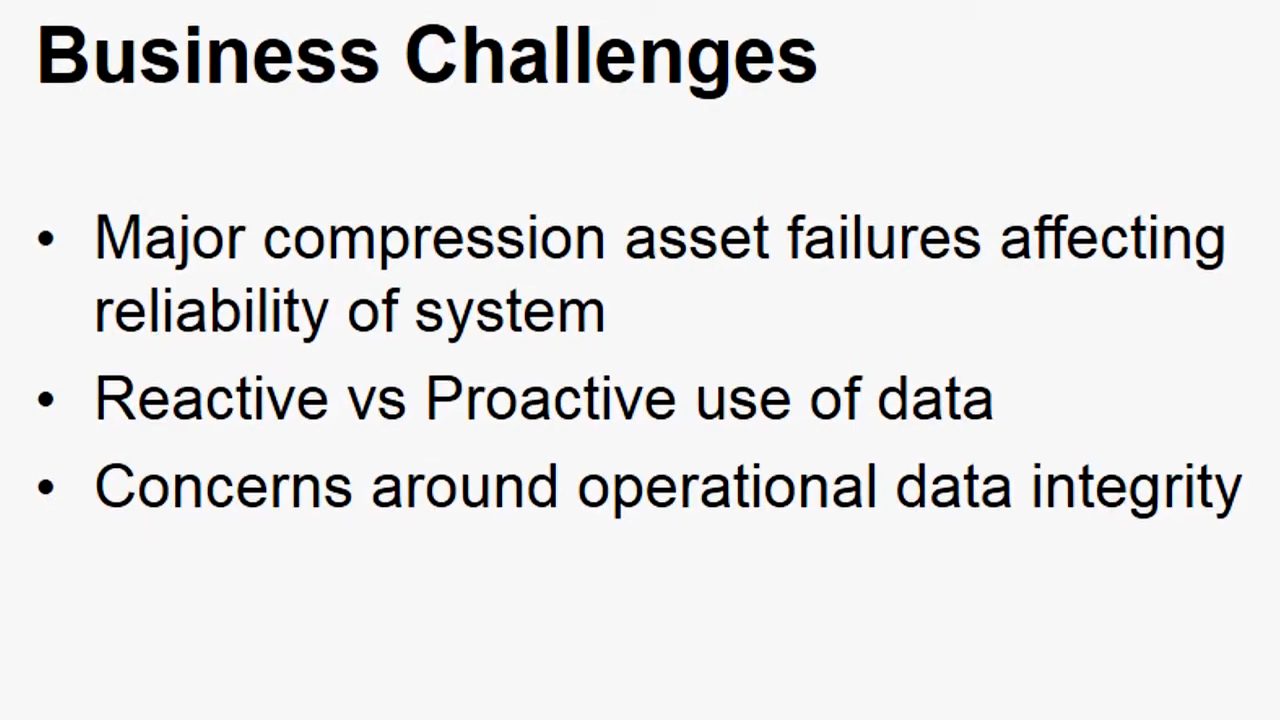 Business Challenges
• Major compression asset failures affecting
reliability of system
• Reactive vs Proactive use of data
• Concerns around operational data integrity